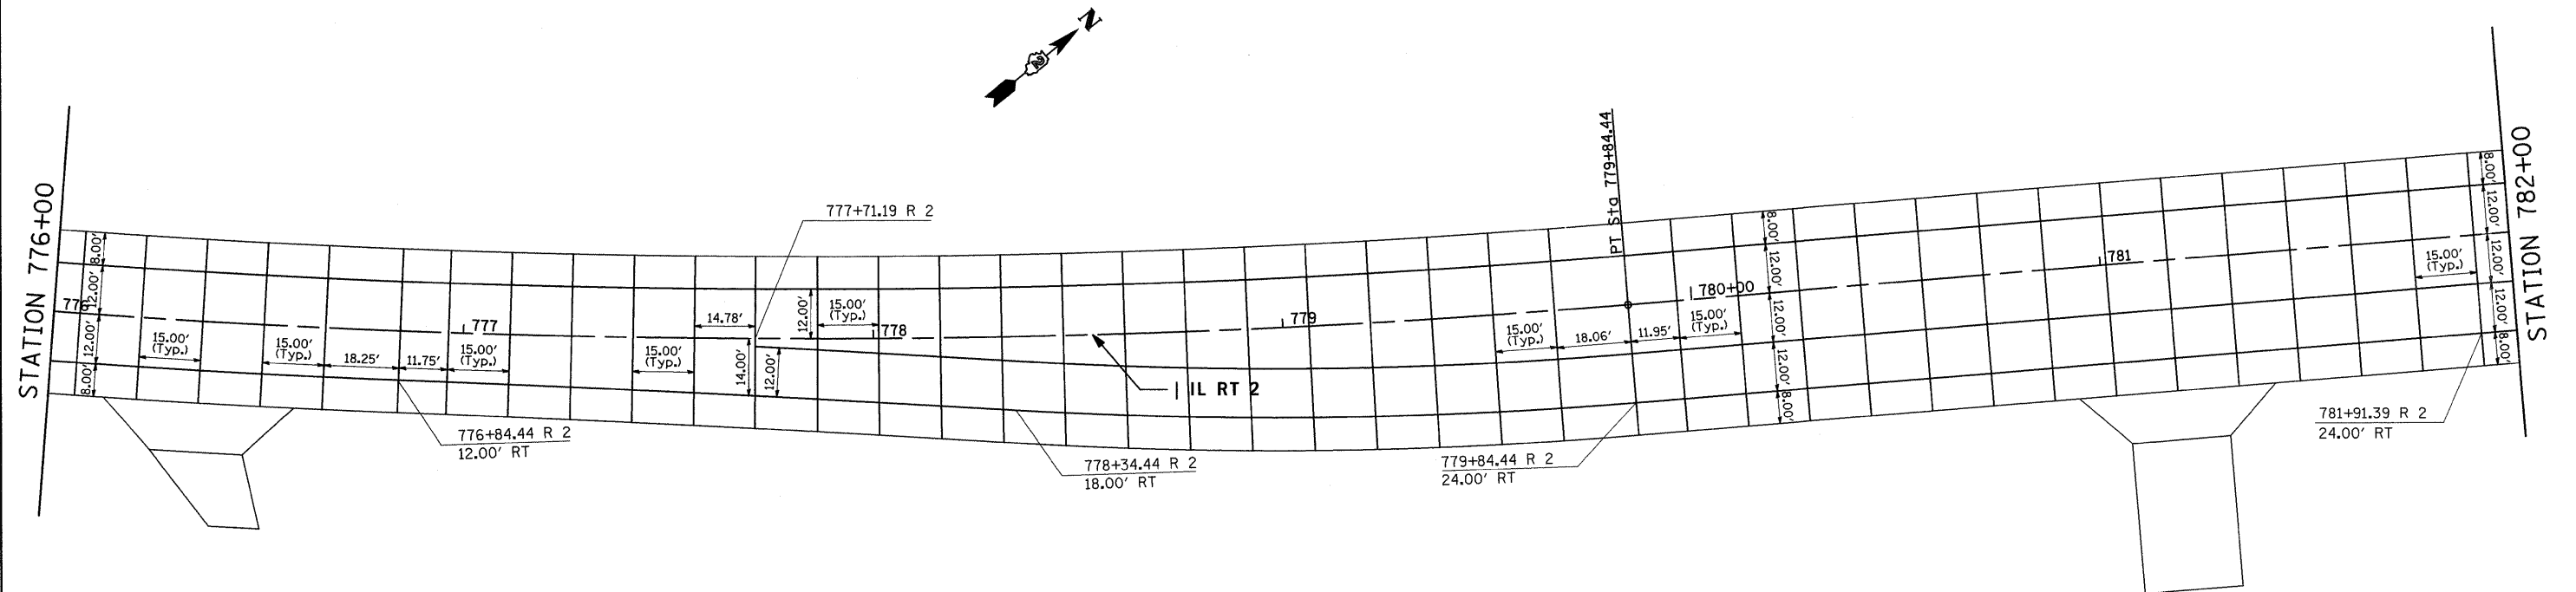 N
2
STATION 776+00
STATION 782+00
PT Sta 779+84.44
777+71.19 R 2
776
777
778
779
780+00
781
8.00'
12.00'
12.00'
8.00'
15.00'
(Typ.)
15.00'
(Typ.)
18.25'
11.75'
15.00'
(Typ.)
15.00'
(Typ.)
14.78'
14.00'
12.00'
12.00'
15.00'
(Typ.)
IL RT 2
15.00'
(Typ.)
18.06'
11.95'
15.00'
(Typ.)
8.00'
12.00'
12.00'
12.00'
8.00'
15.00'
(Typ.)
8.00'
12.00'
12.00'
12.00'
8.00'
776+84.44 R 2
12.00' RT
778+34.44 R 2
18.00' RT
779+84.44 R 2
24.00' RT
781+91.39 R 2
24.00' RT